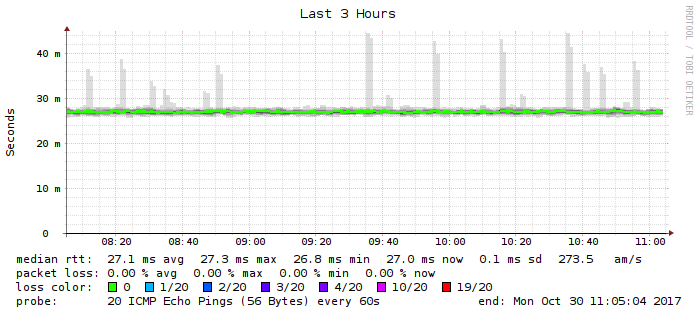 Last 3 Hours
RRDTOOL / TOBI OETIKER
Seconds
40 m
30 m
20 m
10 m
0
08:20 08:40 09:00 09:20 09:40 10:00 10:20 10:40 11:00
median rtt: 27.1 ms avg 27.3 ms max 26.8 ms min 27.0 ms now 0.1 ms sd 273.5 am/s
packet loss: 0.00 % avg 0.00 % max 0.00 % min 0.00 % now
loss color: 0 1/20 2/20 3/20 4/20 10/20 19/20
probe: 20 ICMP Echo Pings (56 Bytes) every 60s end: Mon Oct 30 11:05:04 2017